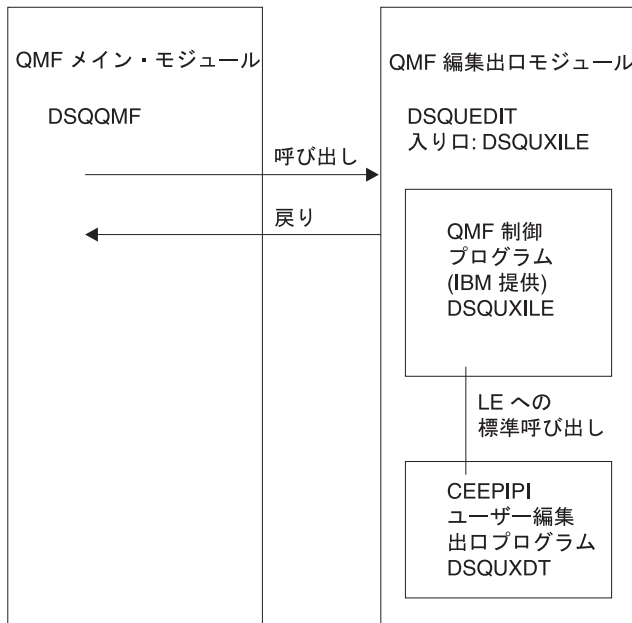 QMF メイン・モジュール
DSQQMF
呼び出し
戻り
QMF 編集出口モジュール
DSQUEDIT
入り口: DSQUXILE
QMF 制御
プログラム
(IBM 提供)
DSQUXILE
LE への
標準呼び出し
CEEPIPI
ユーザー編集
出口プログラム
DSQUXDT